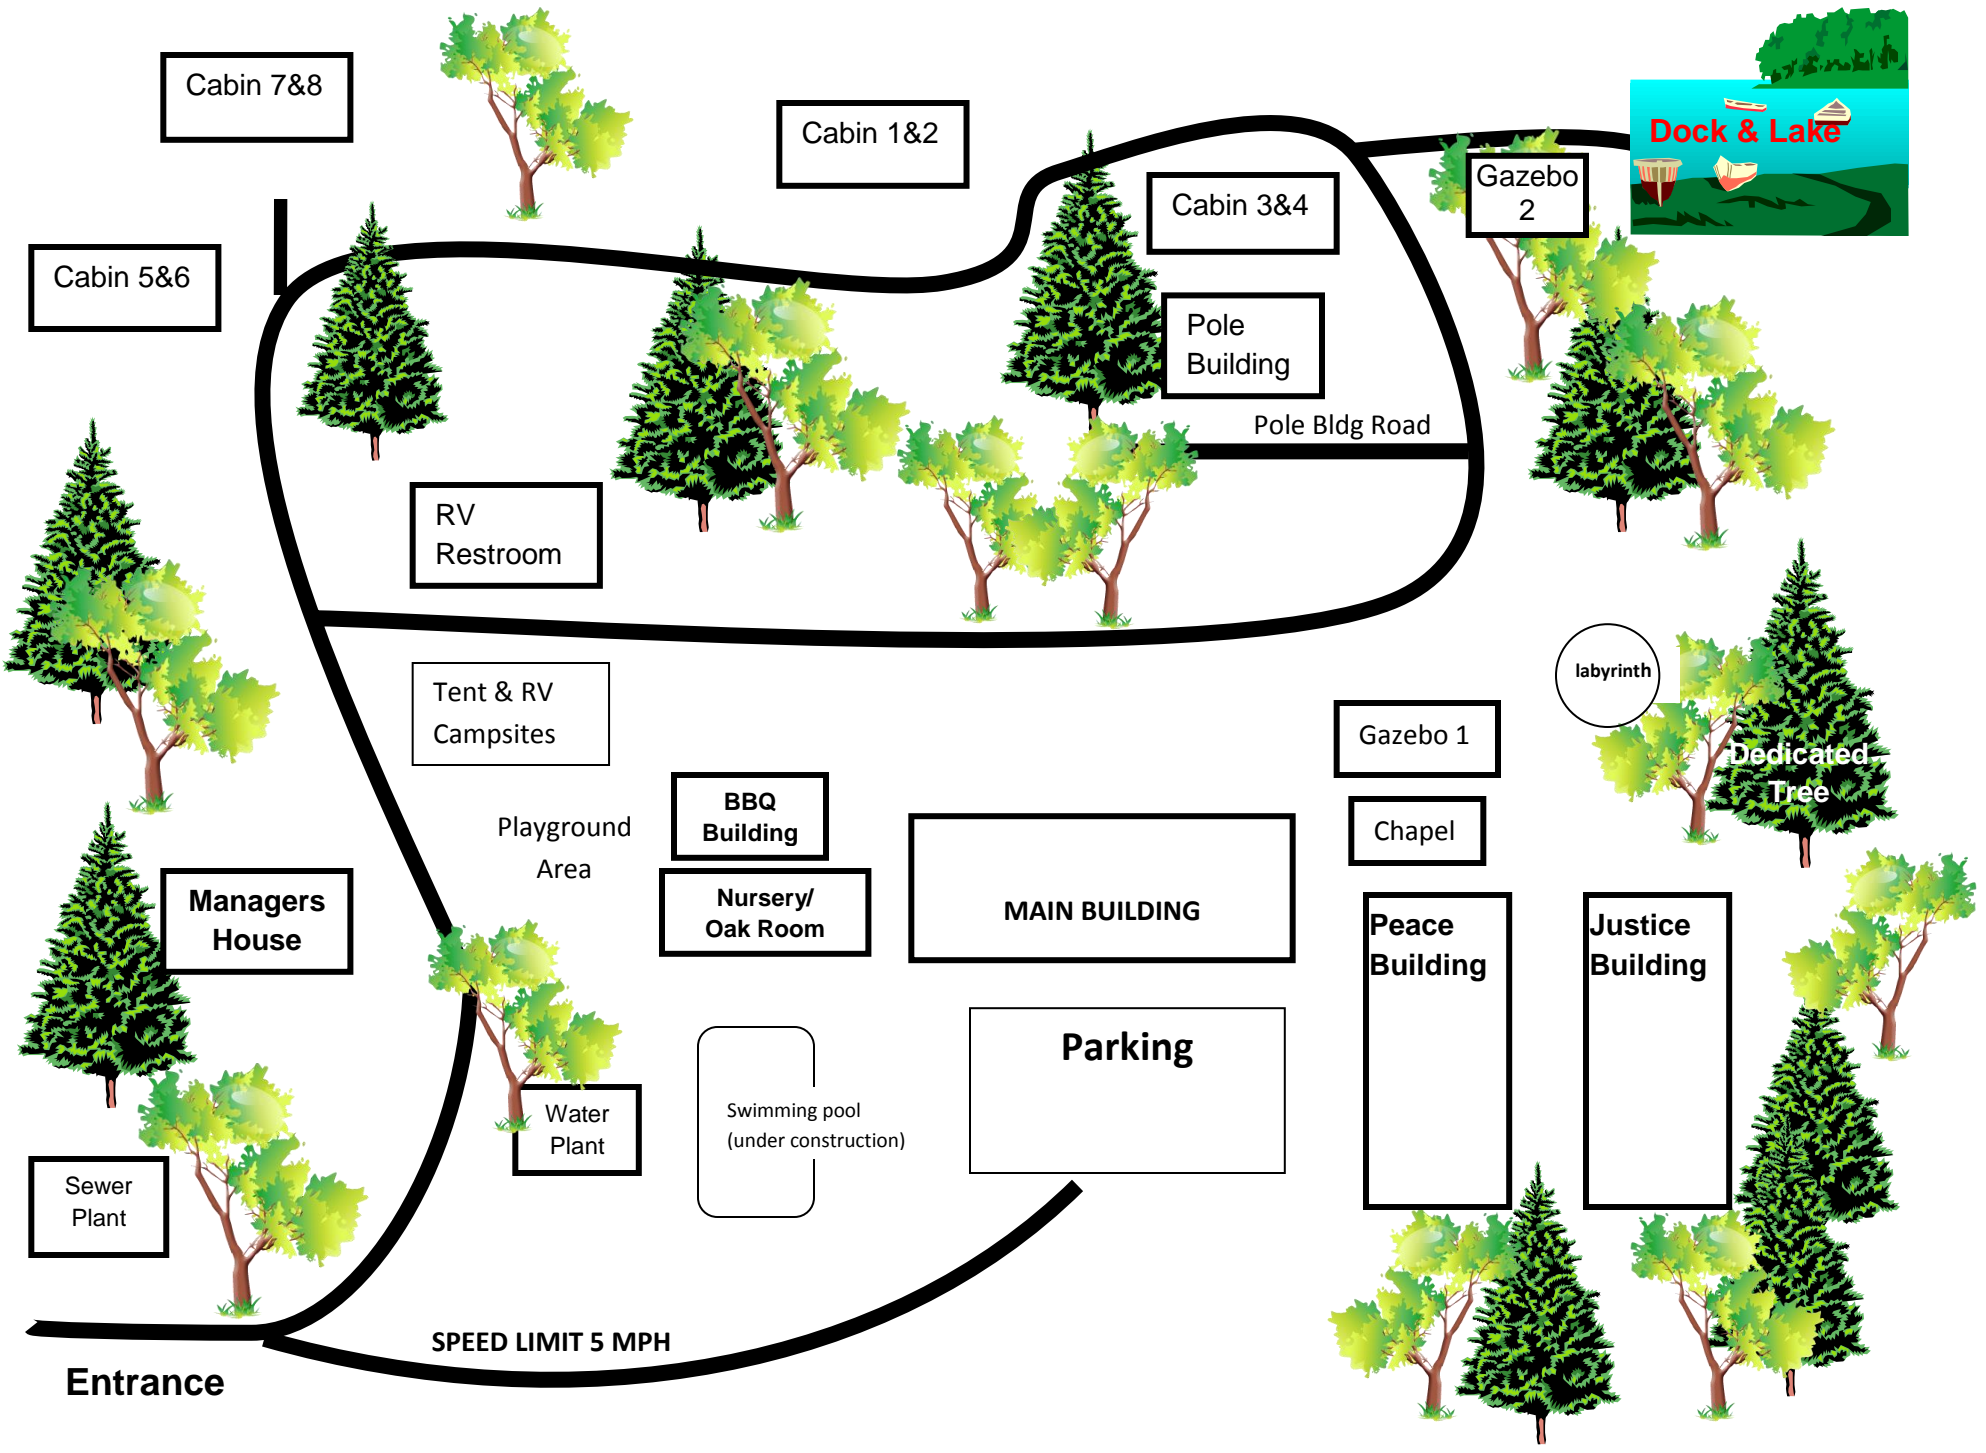 Cabin 7&8
Cabin 1&2
Dock & Lake
Gazebo
2
Cabin 3&4
Cabin 5&6
Pole
Building
Pole Bldg Road
RV
Restroom
Tent & RV
Campsites
labyrinth
Gazebo 1
Dedicated
Tree
BBQ
Building
Playground
Area
Chapel
Managers
House
Nursery/
Oak Room
MAIN BUILDING
Peace
Building
Justice
Building
Parking
Water
Plant
Swimming pool
(under construction)
Sewer
Plant
SPEED LIMIT 5 MPH
Entrance